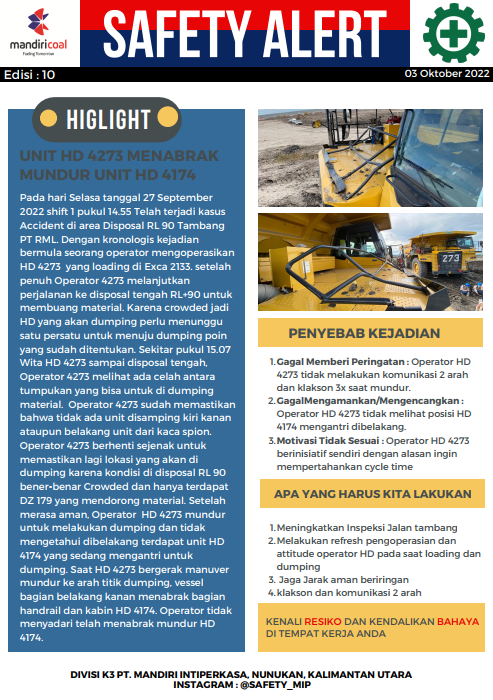 mandiricoal
Fueling Tomorrow
SAFETY ALERT
Edisi : 10
03 Oktober 2022
HIGLIGHT
UNIT HD 4273 MENABRAK
MUNDUR UNIT HD 4174
Pada hari Selasa tanggal 27 September
2022 shift 1 pukul 14.55 Telah terjadi kasus
Accident di area Disposal RL 90 Tambang
PT RML. Dengan kronologis kejadian
bermula seorang operator mengoperasikan
HD 4273 yang loading di Exca 2133. setelah
penuh Operator 4273 melanjutkan
perjalanan ke disposal tengah RL+90 untuk
membuang material. Karena crowded jadi
HD yang akan dumping perlu menunggu
satu persatu untuk menuju dumping poin
yang sudah ditentukan. Sekitar pukul 15.07
Wita HD 4273 sampai disposal tengah,
Operator 4273 melihat ada celah antara
tumpukan yang bisa untuk di dumping
material. Operator 4273 sudah memastikan
bahwa tidak ada unit disamping kiri kanan
ataupun belakang unit dari kaca spion.
Operator 4273 berhenti sejenak untuk
memastikan lagi lokasi yang akan di
dumping karena kondisi di disposal RL 90
bener-benar Crowded dan hanya terdapat
DZ 179 yang mendorong material. Setelah
merasa aman, Operator HD 4273 mundur
untuk melakukan dumping dan tidak
mengetahui dibelakang terdapat unit HD
4174 yang sedang mengantri untuk
dumping. Saat HD 4273 bergerak manuver
mundur ke arah titik dumping, vessel
bagian belakang kanan menabrak bagian
handrail dan kabin HD 4174. Operator tidak
menyadari telah menabrak mundur HD
4174.
273
PENYEBAB KEJADIAN
1. Gagal Memberi Peringatan : Operator HD
4273 tidak melakukan komunikasi 2 arah
dan klakson 3x saat mundur.
2. GagalMengamankan/Mengencangkan :
Operator HD 4273 tidak melihat posisi HD
4174 mengantri dibelakang.
3. Motivasi Tidak Sesuai : Operator HD 4273
berinisiatif sendiri dengan alasan ingin
mempertahankan cycle time
APA YANG HARUS KITA LAKUKAN
1. Meningkatkan Inspeksi Jalan tambang
2. Melakukan refresh pengoperasian dan
attitude operator HD pada saat loading dan
dumping
3. Jaga Jarak aman beriringan
4. klakson dan komunikasi 2 arah
KENALI RESIKO DAN KENDALIKAN BAHAYA
DI TEMPAT KERJA ANDA
DIVISI K3 PT. MANDIRI INTIPERKASA, NUNUKAN, KALIMANTAN UTARA
INSTAGRAM : @SAFETY_MIP